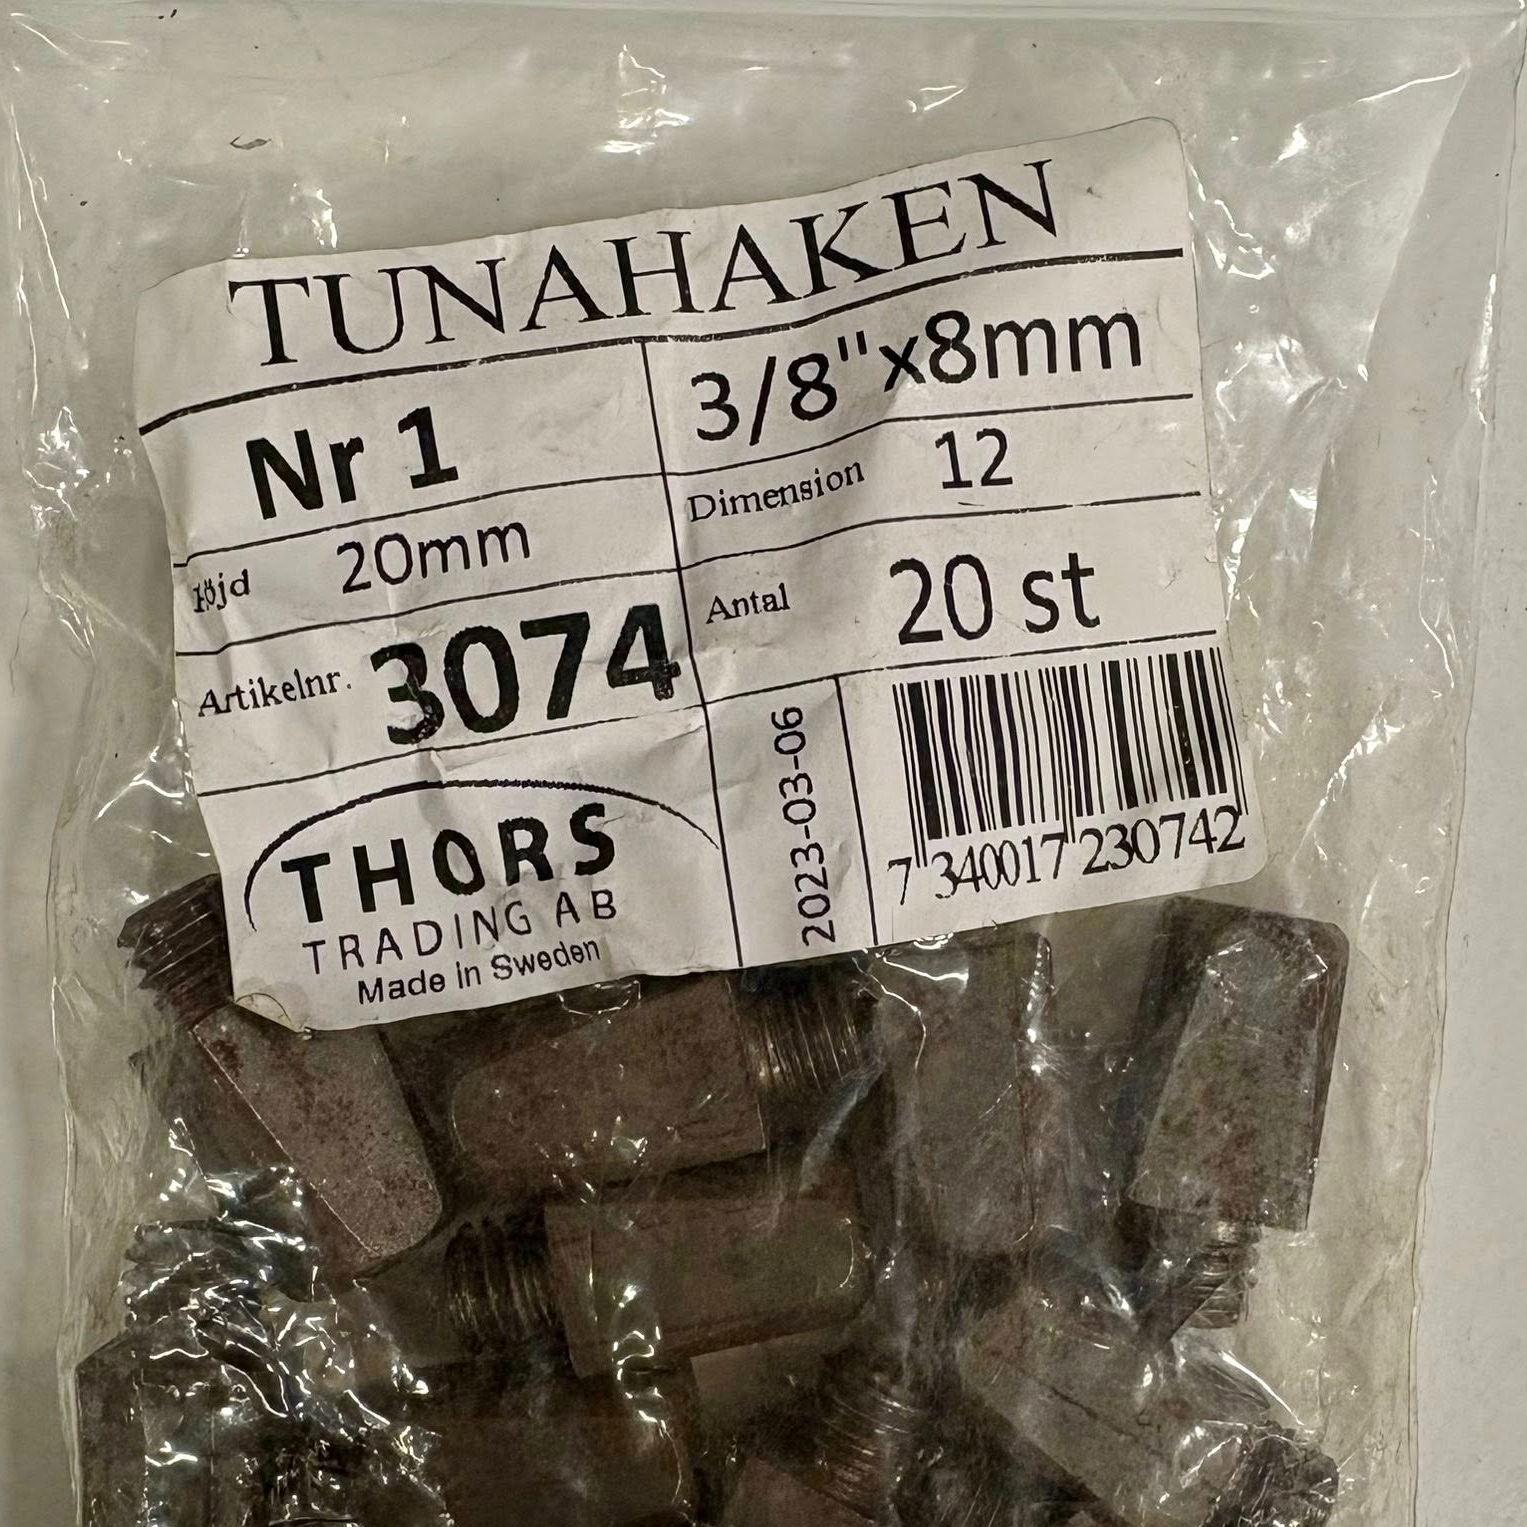 TUNAHAKEN
Nr 1
3/8"x8mm
Höjd 20mm
Dimension 12
Artikelnr. 3074
Antal 20 st
THORS
TRADING AB
Made in Sweden
2023-03-06
7 340017 230742